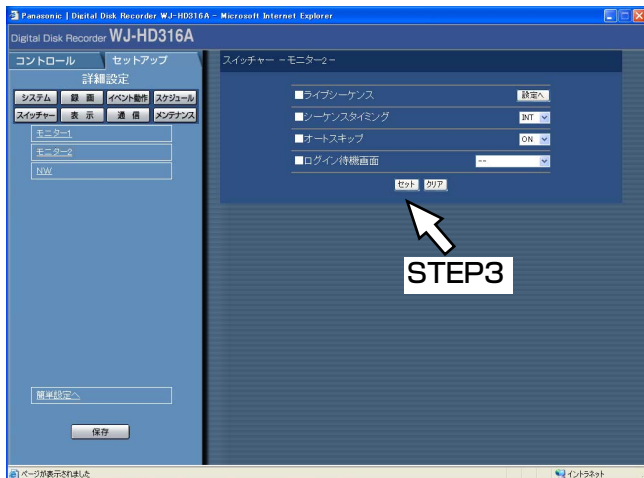 Panasonic | Digital Disk Recorder WJ-HD316A - Microsoft Internet Explorer
Digital Disk Recorder WJ-HD316A
コントロール セットアップ
詳細設定
システム 録 画 イベント動作 スケジュール
スイッチャー 表 示 通 信 メンテナンス
モニター1
モニター2
NW
簡単設定へ
保存
スイッチャー －モニター2－
■ライブシーケンス 設定へ
■シーケンスタイミング INT
■オートスキップ ON
■ログイン待機画面 --
セット クリア
STEP3
ページが表示されました イントラネット